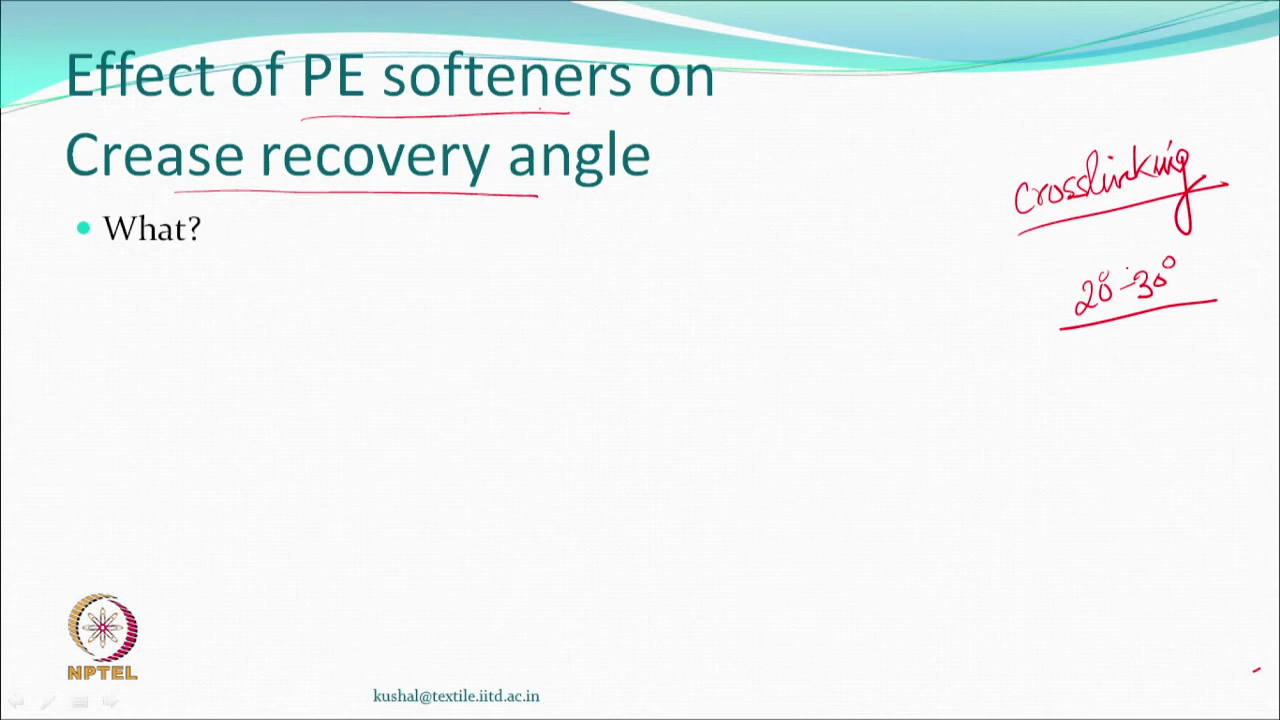 Effect of PE softeners on
Crease recovery angle
What?
Crosslinking
20°-30°
NPTEL
kushal@textile.iitd.ac.in